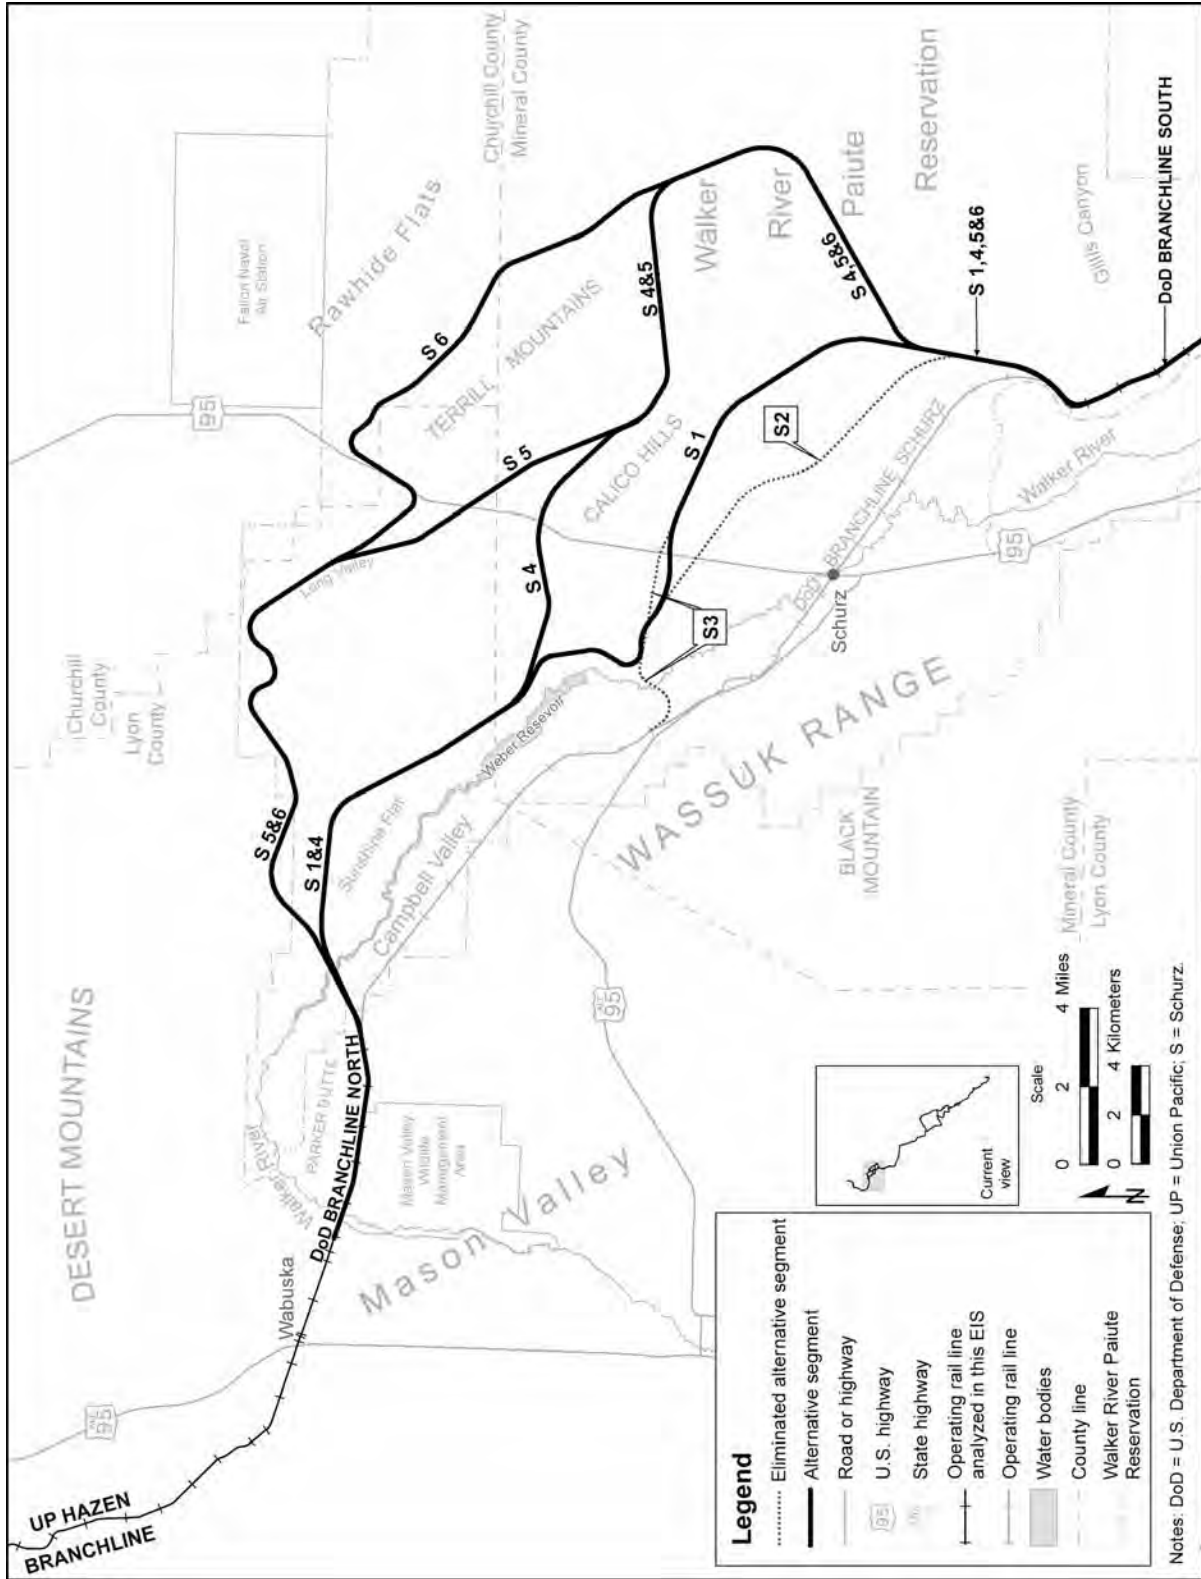 UP HAZEN
BRANCHLINE
95
DESERT MOUNTAINS
Wabuska
Walker River
PARKER BUTTE
DoD BRANCHLINE NORTH
Mason Valley
Wildlife
Management
Area
Mason Valley
S 5&6
S 1&4
Sunshine Flat
Campbell Valley
Weber Resevoir
Churchill
County
Lyon
County
Long Valley
95
Fallon Naval
Air Station
Rawhide Flats
S 6
TERRILL MOUNTAINS
S 5
S 4
CALICO HILLS
Churchill County
Mineral County
S 4&5
S 1
S2
S3
Walker
River
Paiute
Reservation
S 4,5&6
S 1,4,5&6
Gillis Canyon
DoD BRANCHLINE SOUTH
DoD BRANCHLINE SCHURZ
Walker River
95
Schurz
WASSUK RANGE
BLACK
MOUNTAIN
ALT
95
Mineral County
Lyon County
Legend
Eliminated alternative segment
Alternative segment
Road or highway
95
U.S. highway
State highway
Operating rail line
analyzed in this EIS
Operating rail line
Water bodies
County line
Walker River Paiute
Reservation
Current
view
Scale
0 2 4 Miles
0 2 4 Kilometers
N
Notes: DoD = U.S. Department of Defense; UP = Union Pacific; S = Schurz.